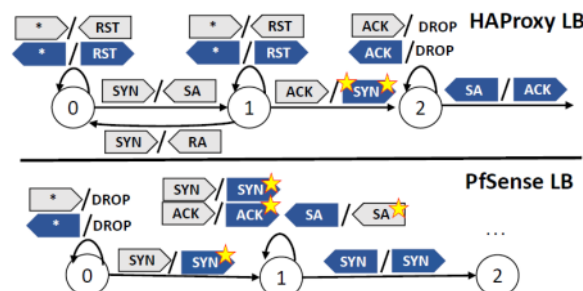 HAProxy LB
* / RST
* / RST
* / RST
* / RST
ACK / DROP
ACK / DROP
SYN / SA
ACK / SYN
SA / ACK
0
1
2
SYN / RA
PfSense LB
* / DROP
* / DROP
SYN / SYN
ACK / ACK
SA / SA
...
SYN / SYN
SYN / SYN
0
1
2